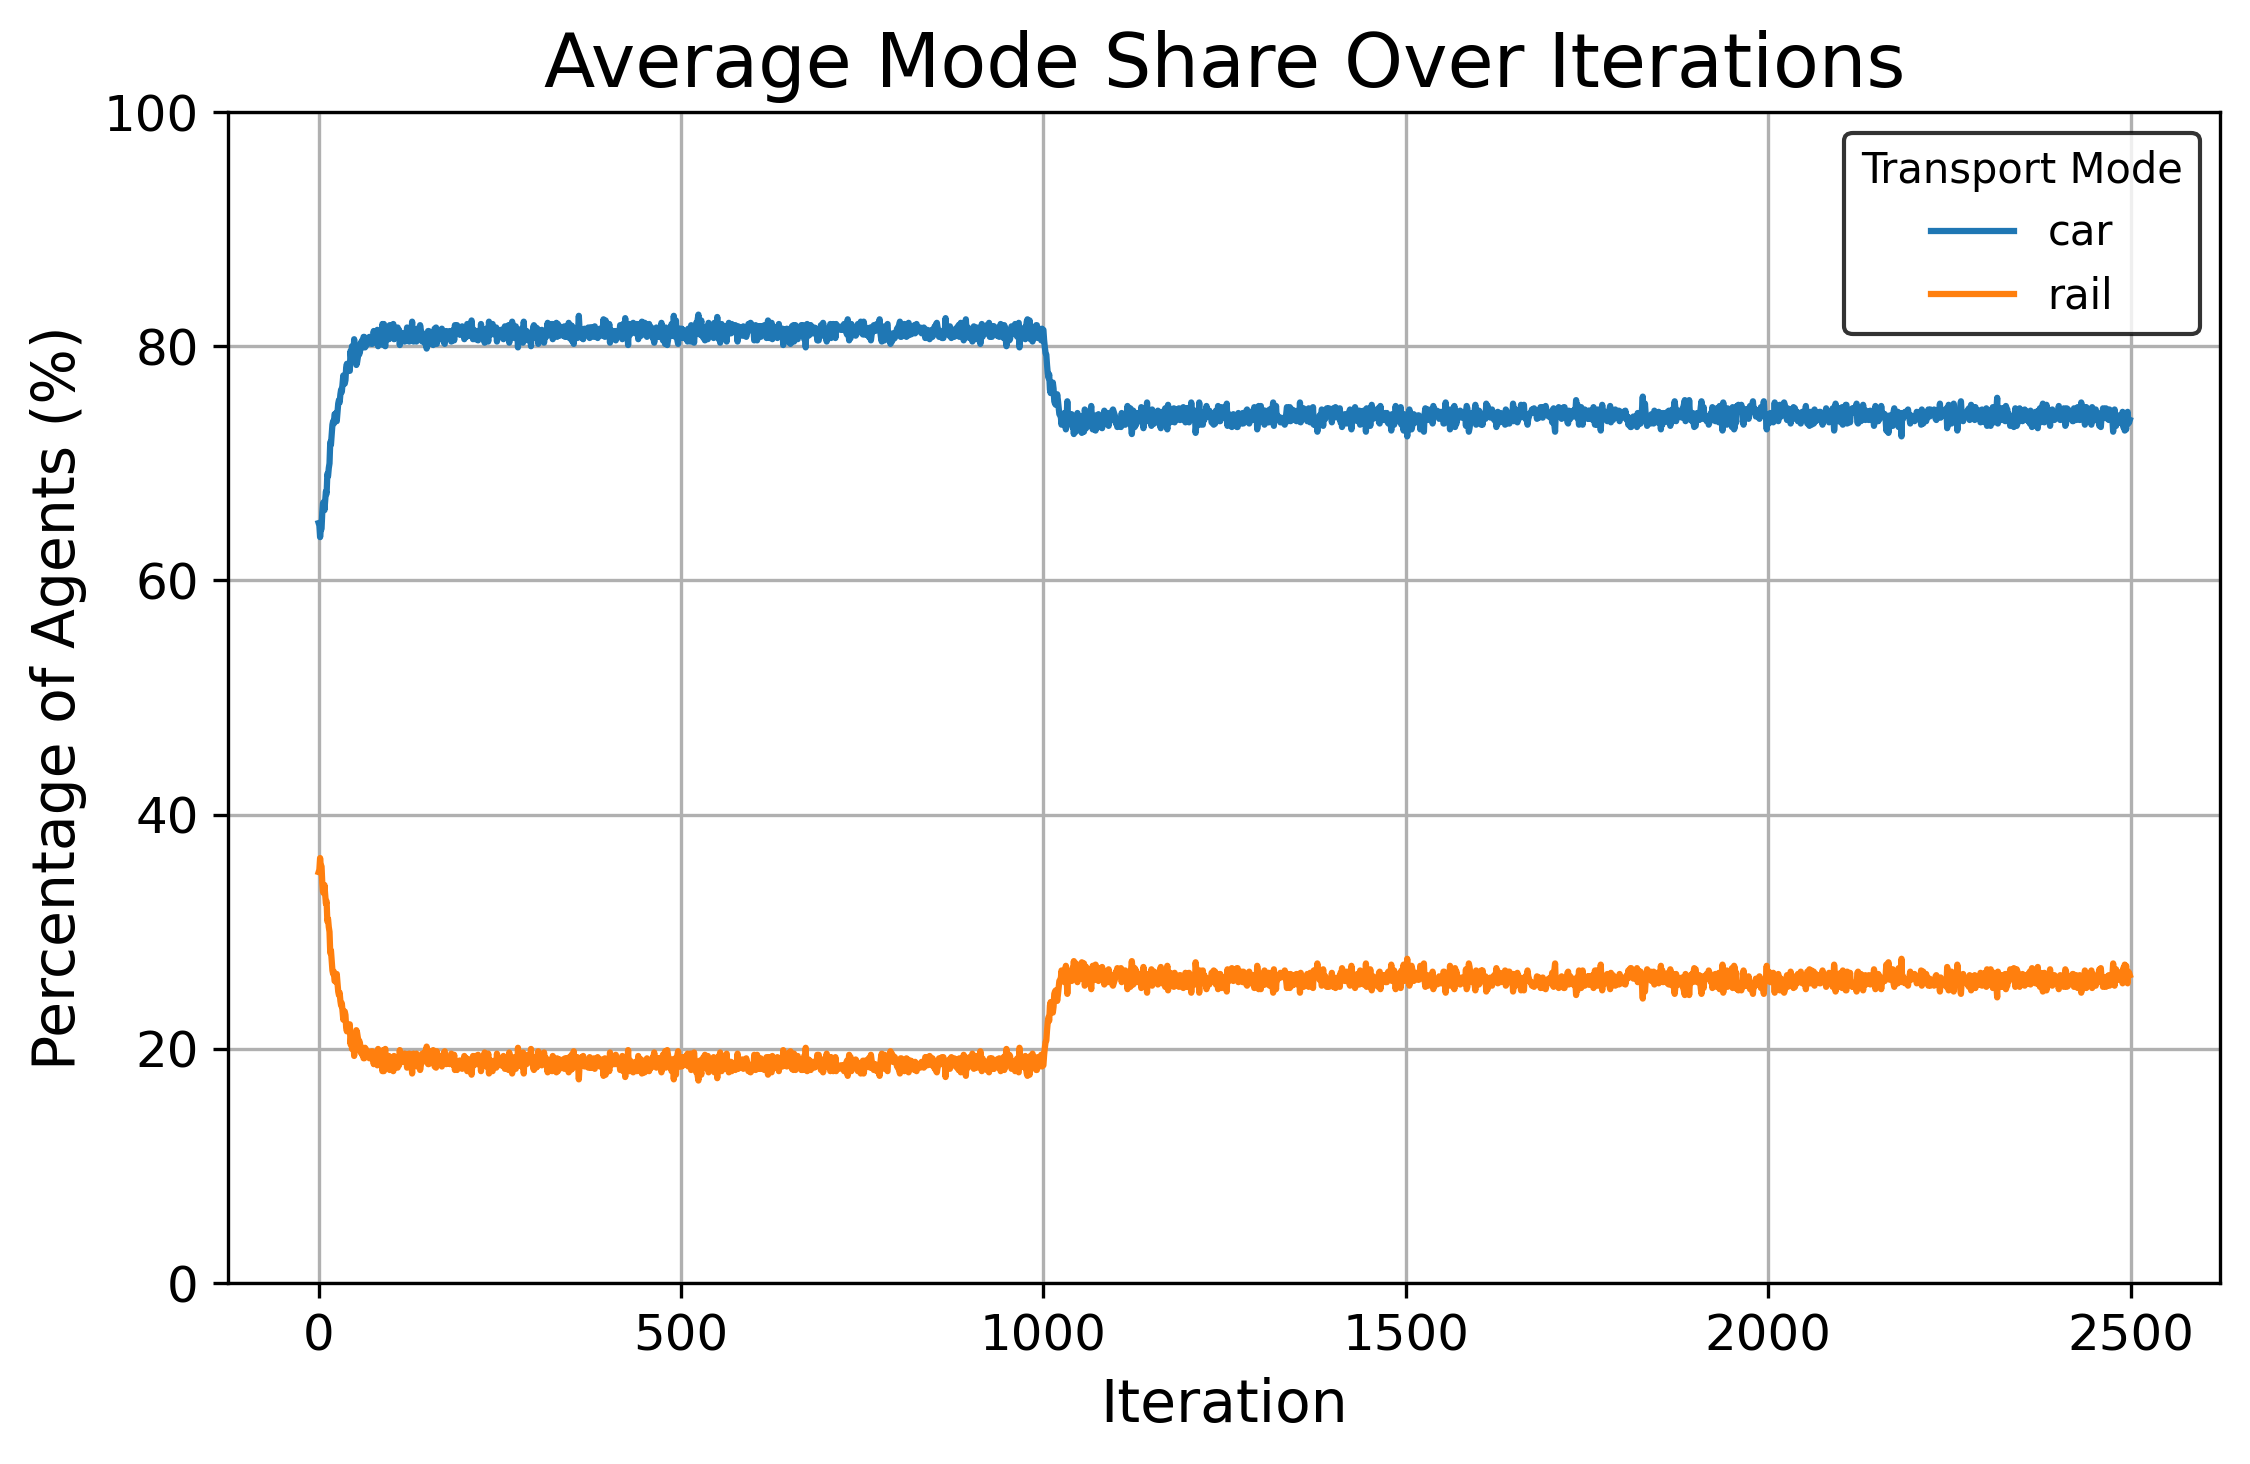 Average Mode Share Over Iterations
Transport Mode
car
rail
Percentage of Agents (%)
100
80
60
40
20
0
0 500 1000 1500 2000 2500
Iteration